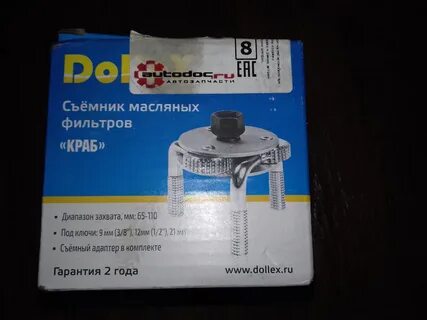 Dol
autodoc.ru
АВТОЗАПЧАСТИ
8
EAC
Съёмник масляных
фильтров
«КРАБ»
• Диапазон захвата, мм: 65-110
• Под ключи: 9 мм (3/8"), 12мм (1/2"), 21 мм
• Съёмный адаптер в комплекте
Гарантия 2 года
www.dollex.ru